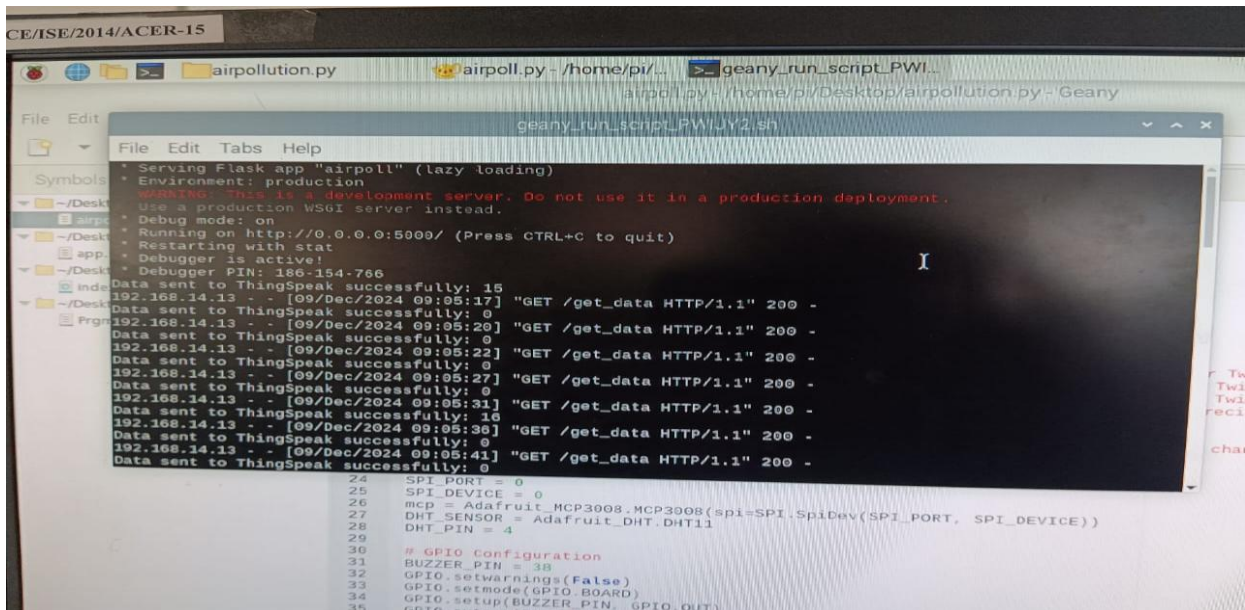 CE/ISE/2014/ACER-15
airpollution.py
airpoll.py - /home/pi/...
geany_run_script_PWI...
airpoll.py - /home/pi/Desktop/airpollution.py - Geany
File Edit
geany_run_script_PWIJY2.sh
File Edit Tabs Help
Symbols
* Serving Flask app "airpoll" (lazy loading)
* Environment: production
WARNING: This is a development server. Do not use it in a production deployment.
Use a production WSGI server instead.
* Debug mode: on
* Running on http://0.0.0.0:5000/ (Press CTRL+C to quit)
* Restarting with stat
* Debugger is active!
* Debugger PIN: 186-154-766
Data sent to ThingSpeak successfully: 15
192.168.14.13 - - [09/Dec/2024 09:05:17] "GET /get_data HTTP/1.1" 200 -
Data sent to ThingSpeak successfully: 0
192.168.14.13 - - [09/Dec/2024 09:05:20] "GET /get_data HTTP/1.1" 200 -
Data sent to ThingSpeak successfully: 0
192.168.14.13 - - [09/Dec/2024 09:05:22] "GET /get_data HTTP/1.1" 200 -
Data sent to ThingSpeak successfully: 0
192.168.14.13 - - [09/Dec/2024 09:05:27] "GET /get_data HTTP/1.1" 200 -
Data sent to ThingSpeak successfully: 0
192.168.14.13 - - [09/Dec/2024 09:05:31] "GET /get_data HTTP/1.1" 200 -
Data sent to ThingSpeak successfully: 16
192.168.14.13 - - [09/Dec/2024 09:05:36] "GET /get_data HTTP/1.1" 200 -
Data sent to ThingSpeak successfully: 0
192.168.14.13 - - [09/Dec/2024 09:05:41] "GET /get_data HTTP/1.1" 200 -
Data sent to ThingSpeak successfully: 0
~/Deskt
airpo
~/Deskt
app.
~/Deskt
inde
~/Deskt
Prgm
r Tw
Twi
Twi
reci
char
24 SPI_PORT = 0
25 SPI_DEVICE = 0
26 mcp = Adafruit_MCP3008.MCP3008(spi=SPI.SpiDev(SPI_PORT, SPI_DEVICE))
27 DHT_SENSOR = Adafruit_DHT.DHT11
28 DHT_PIN = 4
29
30 # GPIO Configuration
31 BUZZER_PIN = 38
32 GPIO.setwarnings(False)
33 GPIO.setmode(GPIO.BOARD)
34 GPIO.setup(BUZZER_PIN, GPIO.OUT)
35